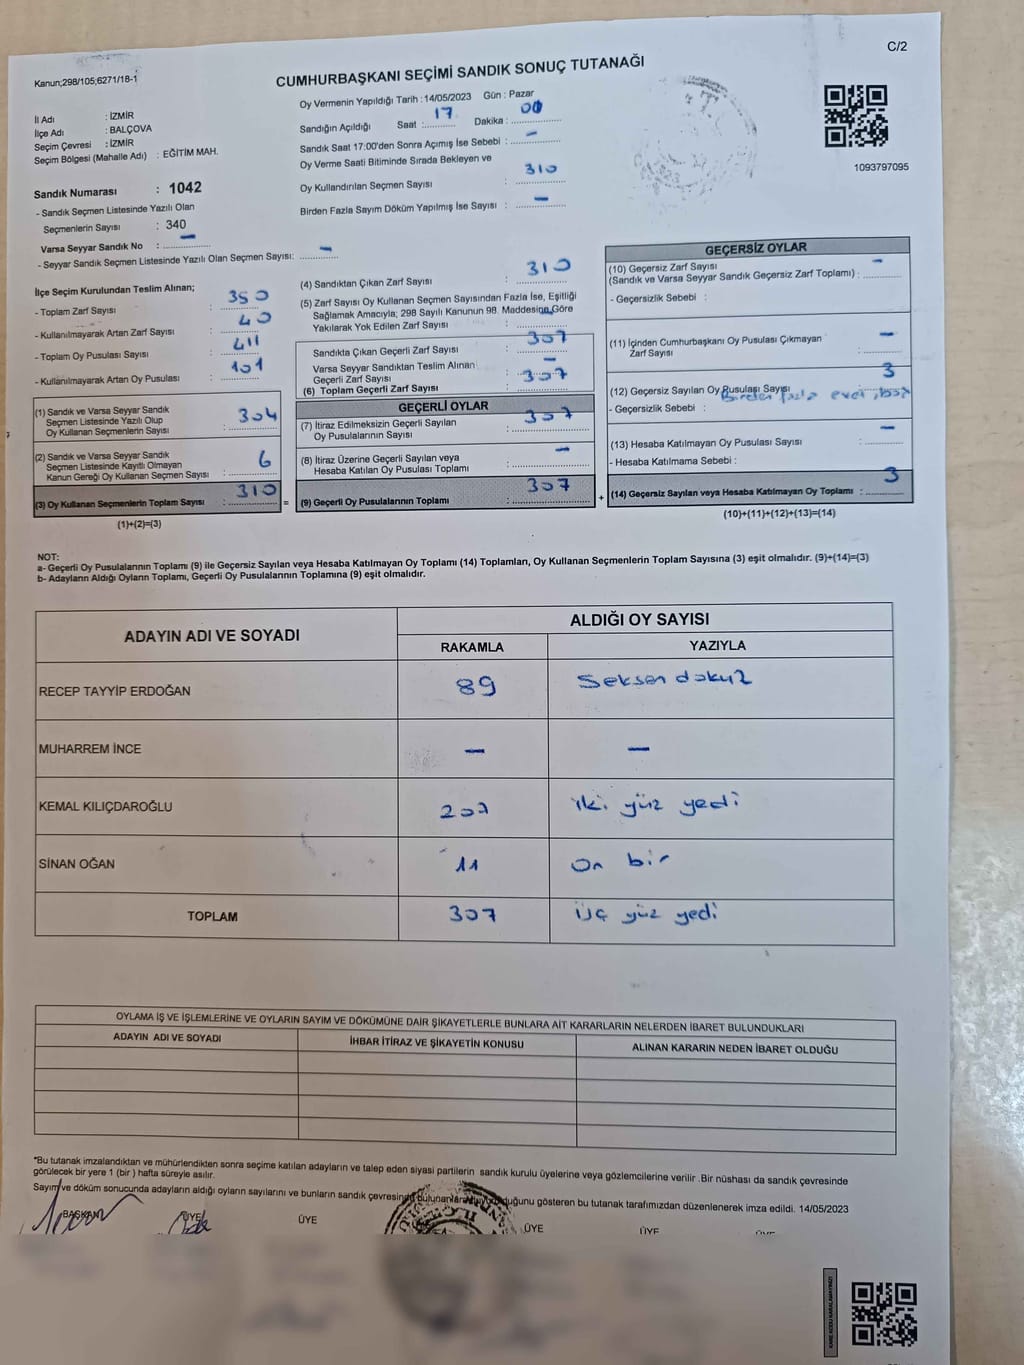 C/2
Kanun;298/105;6271/18-1
CUMHURBAŞKANI SEÇİMİ SANDIK SONUÇ TUTANAĞI
İl Adı : İZMİR
İlçe Adı : BALÇOVA
Seçim Çevresi : İZMİR
Seçim Bölgesi (Mahalle Adı) : EĞİTİM MAH.
Sandık Numarası : 1042
- Sandık Seçmen Listesinde Yazılı Olan
Seçmenlerin Sayısı : 340
Varsa Seyyar Sandık No : —
- Seyyar Sandık Seçmen Listesinde Yazılı Olan Seçmen Sayısı: —
Oy Vermenin Yapıldığı Tarih : 14/05/2023 Gün : Pazar
Sandığın Açıldığı Saat : 17 Dakika : 00
Sandık Saat 17:00'den Sonra Açımış İse Sebebi : —
Oy Verme Saati Bitiminde Sırada Bekleyen ve
Oy Kullandırılan Seçmen Sayısı : 310
Birden Fazla Sayım Döküm Yapılmış İse Sayısı : —
1093797095
İlçe Seçim Kurulundan Teslim Alınan;
- Toplam Zarf Sayısı : 350
- Kullanılmayarak Artan Zarf Sayısı : 40
- Toplam Oy Pusulası Sayısı : 411
- Kullanılmayarak Artan Oy Pusulası : 101
(1) Sandık ve Varsa Seyyar Sandık
Seçmen Listesinde Yazılı Olup
Oy Kullanan Seçmenlerin Sayısı : 304
(2) Sandık ve Varsa Seyyar Sandık
Seçmen Listesinde Kayıtlı Olmayan
Kanun Gereği Oy Kullanan Seçmen Sayısı : 6
(3) Oy Kullanan Seçmenlerin Toplam Sayısı : 310 =
(1)+(2)=(3)
(4) Sandıktan Çıkan Zarf Sayısı : 310
(5) Zarf Sayısı Oy Kullanan Seçmen Sayısından Fazla İse, Eşitliği
Sağlamak Amacıyla; 298 Sayılı Kanunun 98. Maddesine Göre
Yakılarak Yok Edilen Zarf Sayısı : —
Sandıkta Çıkan Geçerli Zarf Sayısı : 307
Varsa Seyyar Sandıktan Teslim Alınan
Geçerli Zarf Sayısı : —
(6) Toplam Geçerli Zarf Sayısı : 307
GEÇERLİ OYLAR
(7) İtiraz Edilmeksizin Geçerli Sayılan
Oy Pusulalarının Sayısı : 307
(8) İtiraz Üzerine Geçerli Sayılan veya
Hesaba Katılan Oy Pusulası Toplamı : —
(9) Geçerli Oy Pusulalarının Toplamı : 307 +
GEÇERSİZ OYLAR
(10) Geçersiz Zarf Sayısı
(Sandık ve Varsa Seyyar Sandık Geçersiz Zarf Toplamı) : —
- Geçersizlik Sebebi :
(11) İçinden Cumhurbaşkanı Oy Pusulası Çıkmayan
Zarf Sayısı : —
(12) Geçersiz Sayılan Oy Pusulası Sayısı : 3
- Geçersizlik Sebebi : Birden fazla evet
(13) Hesaba Katılmayan Oy Pusulası Sayısı : —
- Hesaba Katılmama Sebebi :
(14) Geçersiz Sayılan veya Hesaba Katılmayan Oy Toplamı : 3
(10)+(11)+(12)+(13)=(14)
NOT:
a- Geçerli Oy Pusulalarının Toplamı (9) ile Geçersiz Sayılan veya Hesaba Katılmayan Oy Toplamı (14) Toplamları, Oy Kullanan Seçmenlerin Toplam Sayısına (3) eşit olmalıdır. (9)+(14)=(3)
b- Adayların Aldığı Oyların Toplamı, Geçerli Oy Pusulalarının Toplamına (9) eşit olmalıdır.
ADAYIN ADI VE SOYADI ALDIĞI OY SAYISI
RAKAMLA YAZIYLA
RECEP TAYYİP ERDOĞAN 89 Seksen dokuz
MUHARREM İNCE — —
KEMAL KILIÇDAROĞLU 207 iki yüz yedi
SİNAN OĞAN 11 On bir
TOPLAM 307 üç yüz yedi
OYLAMA İŞ VE İŞLEMLERİNE VE OYLARIN SAYIM VE DÖKÜMÜNE DAİR ŞİKAYETLERLE BUNLARA AİT KARARLARIN NELERDEN İBARET BULUNDUKLARI
ADAYIN ADI VE SOYADI İHBAR İTİRAZ VE ŞİKAYETİN KONUSU ALINAN KARARIN NEDEN İBARET OLDUĞU
*Bu tutanak imzalandıktan ve mühürlendikten sonra seçime katılan adayların ve talep eden siyasi partilerin sandık kurulu üyelerine veya gözlemcilerine verilir. Bir nüshası da sandık çevresinde
görülecek bir yere 1 (bir ) hafta süreyle asılır.
Sayım ve döküm sonucunda adayların aldığı oyların sayılarını ve bunların sandık çevresinde bulunanlara duyurulduğunu gösteren bu tutanak tarafımızdan düzenlenerek imza edildi. 14/05/2023
BAŞKAN ÜYE ÜYE ÜYE ÜYE ÜYE